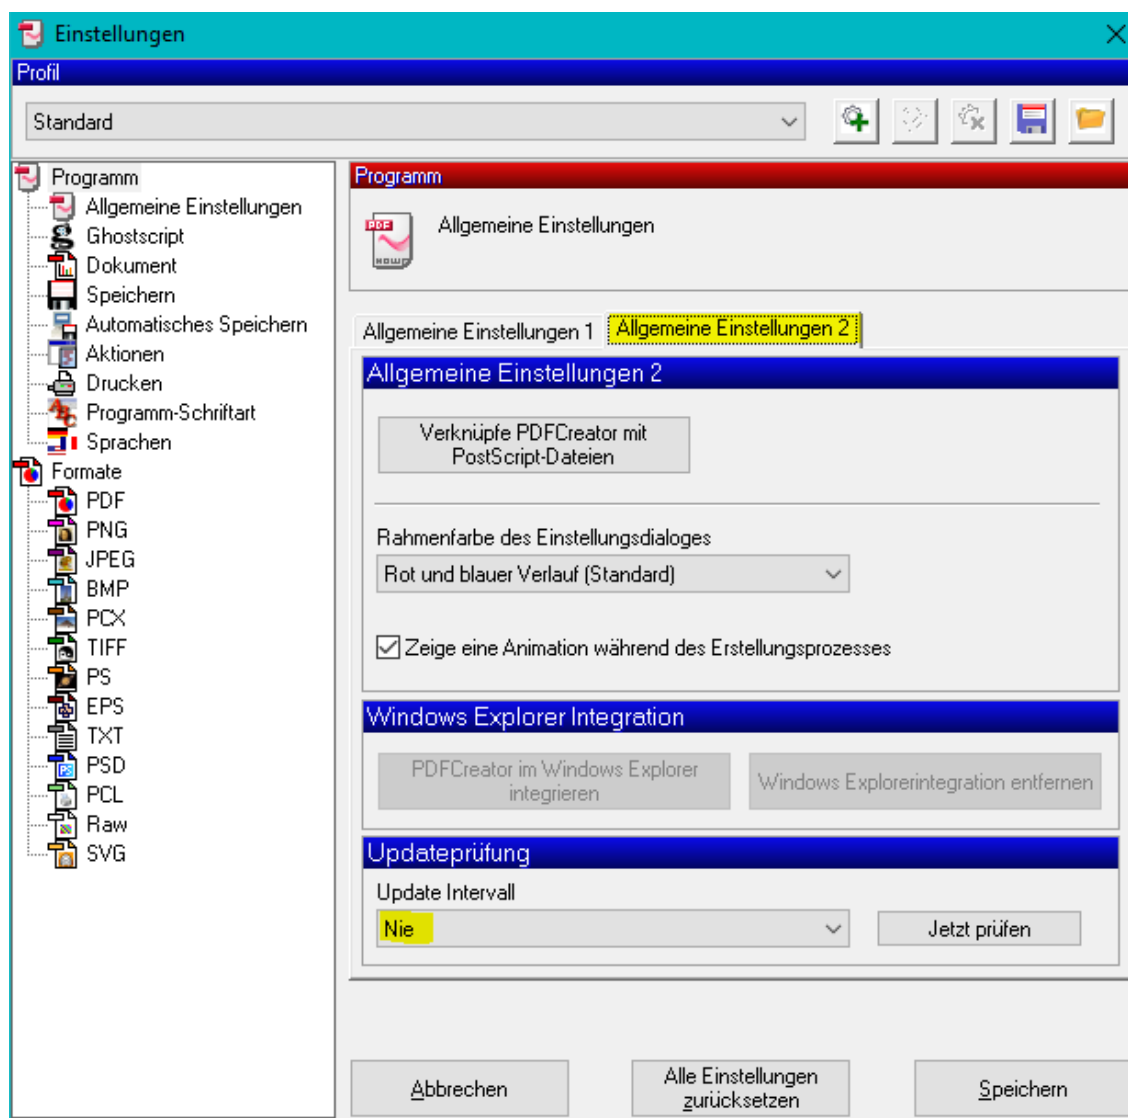 Einstellungen
Profil
Standard
Programm
Allgemeine Einstellungen
Ghostscript
Dokument
Speichern
Automatisches Speichern
Aktionen
Drucken
Programm-Schriftart
Sprachen
Formate
PDF
PNG
JPEG
BMP
PCX
TIFF
PS
EPS
TXT
PSD
PCL
Raw
SVG
Programm
PDF
Allgemeine Einstellungen
Allgemeine Einstellungen 1
Allgemeine Einstellungen 2
Allgemeine Einstellungen 2
Verknüpfe PDFCreator mit
PostScript-Dateien
Rahmenfarbe des Einstellungsdialoges
Rot und blauer Verlauf (Standard)
Zeige eine Animation während des Erstellungsprozesses
Windows Explorer Integration
PDFCreator im Windows Explorer
integrieren
Windows Explorerintegration entfernen
Updateprüfung
Update Intervall
Nie
Jetzt prüfen
Abbrechen
Alle Einstellungen
zurücksetzen
Speichern